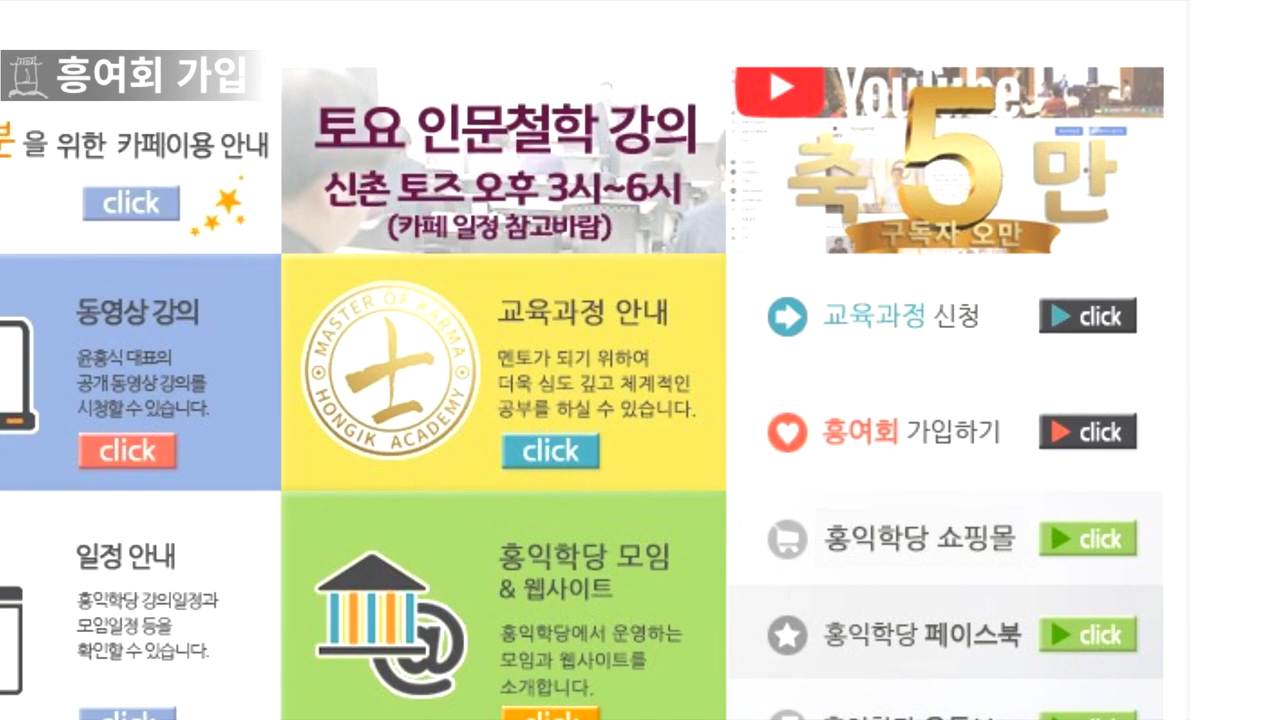 흥여회 가입
을 위한 카페이용 안내
click
토요 인문철학 강의
신촌 토즈 오후 3시~6시
(카페 일정 참고바람)
YouTube
축 5 만
구독자 오만
동영상 강의
윤홍식 대표의
공개 동영상 강의를
시청할 수 있습니다.
click
MASTER OF KARMA
士
HONGIK ACADEMY
교육과정 안내
멘토가 되기 위하여
더욱 심도 깊고 체계적인
공부를 하실 수 있습니다.
click
교육과정 신청
click
흥여회 가입하기
click
홍익학당 쇼핑몰
click
홍익학당 페이스북
click
일정 안내
홍익학당 강의일정과
모임일정 등을
확인할 수 있습니다.
click
홍익학당 모임
& 웹사이트
홍익학당에서 운영하는
모임과 웹사이트를
소개합니다.
click